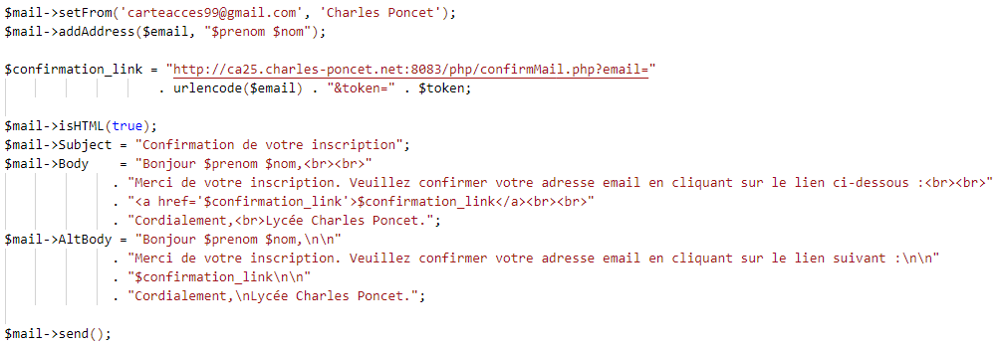 $mail->setFrom('carteacces99@gmail.com', 'Charles Poncet');
$mail->addAddress($email, "$prenom $nom");
$confirmation_link = "http://ca25.charles-poncet.net:8083/php/confirmMail.php?email="
. urlencode($email) . "&token=" . $token;
$mail->isHTML(true);
$mail->Subject = "Confirmation de votre inscription";
$mail->Body    = "Bonjour $prenom $nom,<br><br>"
. "Merci de votre inscription. Veuillez confirmer votre adresse email en cliquant sur le lien ci-dessous :<br><br>"
. "<a href='$confirmation_link'>$confirmation_link</a><br><br>"
. "Cordialement,<br>Lycée Charles Poncet.";
$mail->AltBody = "Bonjour $prenom $nom,\n\n"
. "Merci de votre inscription. Veuillez confirmer votre adresse email en cliquant sur le lien suivant :\n\n"
. "$confirmation_link\n\n"
. "Cordialement,\nLycée Charles Poncet.";
$mail->send();